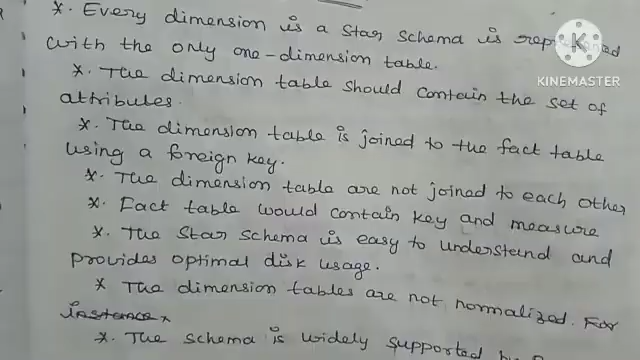 *. Every dimension is a star schema is represented
with the only one-dimension table.
*. The dimension table should contain the set of
attributes.
*. The dimension table is joined to the fact table
using a foreign key.
*. The dimension table are not joined to each other
*. Fact table would contain key and measure
*. The Star schema is easy to understand and
provides optimal disk usage.
* The dimension tables are not normalized. For
instance,
*. The schema is widely supported by
KINEMASTER